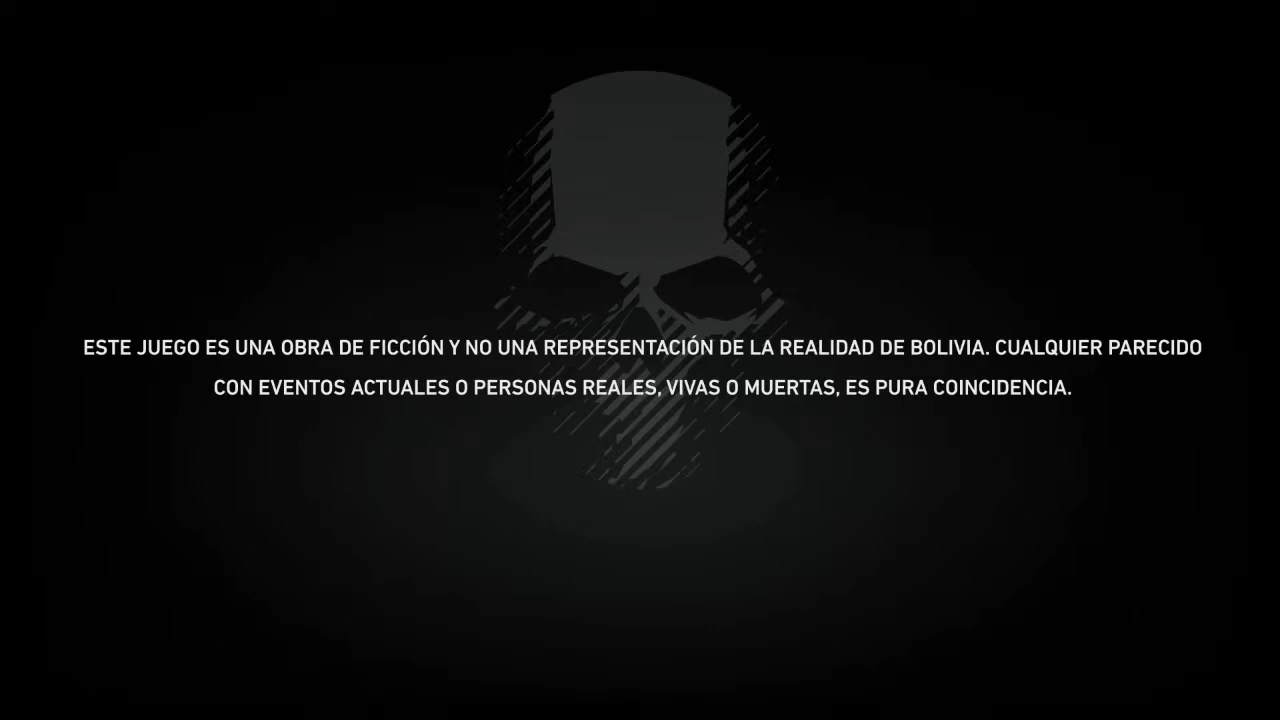 ESTE JUEGO ES UNA OBRA DE FICCIÓN Y NO UNA REPRESENTACIÓN DE LA REALIDAD DE BOLIVIA. CUALQUIER PARECIDO
CON EVENTOS ACTUALES O PERSONAS REALES, VIVAS O MUERTAS, ES PURA COINCIDENCIA.